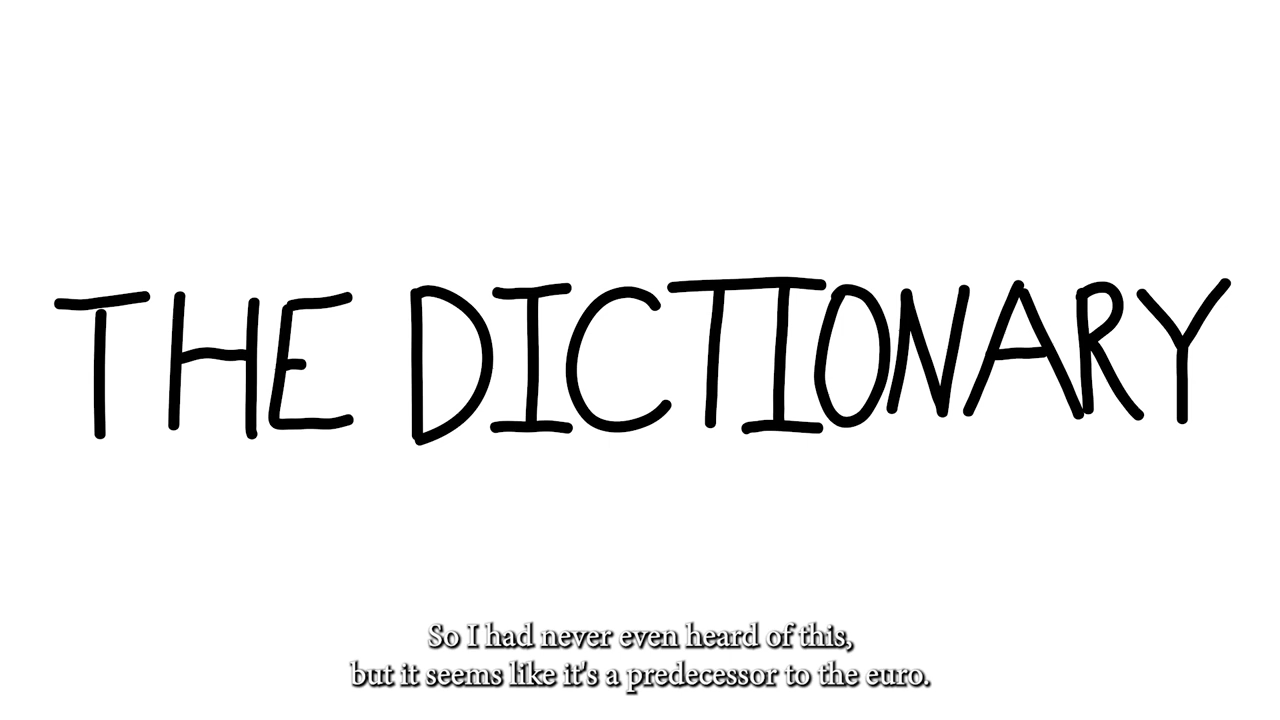 THE DICTIONARY
So I had never even heard of this,
but it seems like it's a predecessor to the euro.